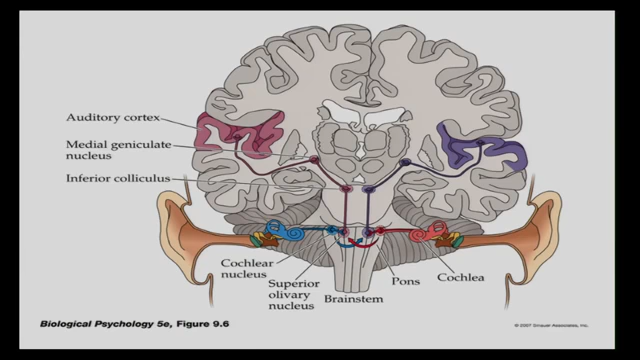 Auditory cortex
Medial geniculate
nucleus
Inferior colliculus
Cochlear
nucleus
Superior
olivary
nucleus
Brainstem
Pons
Cochlea
Biological Psychology 5e, Figure 9.6
© 2007 Sinauer Associates, Inc.